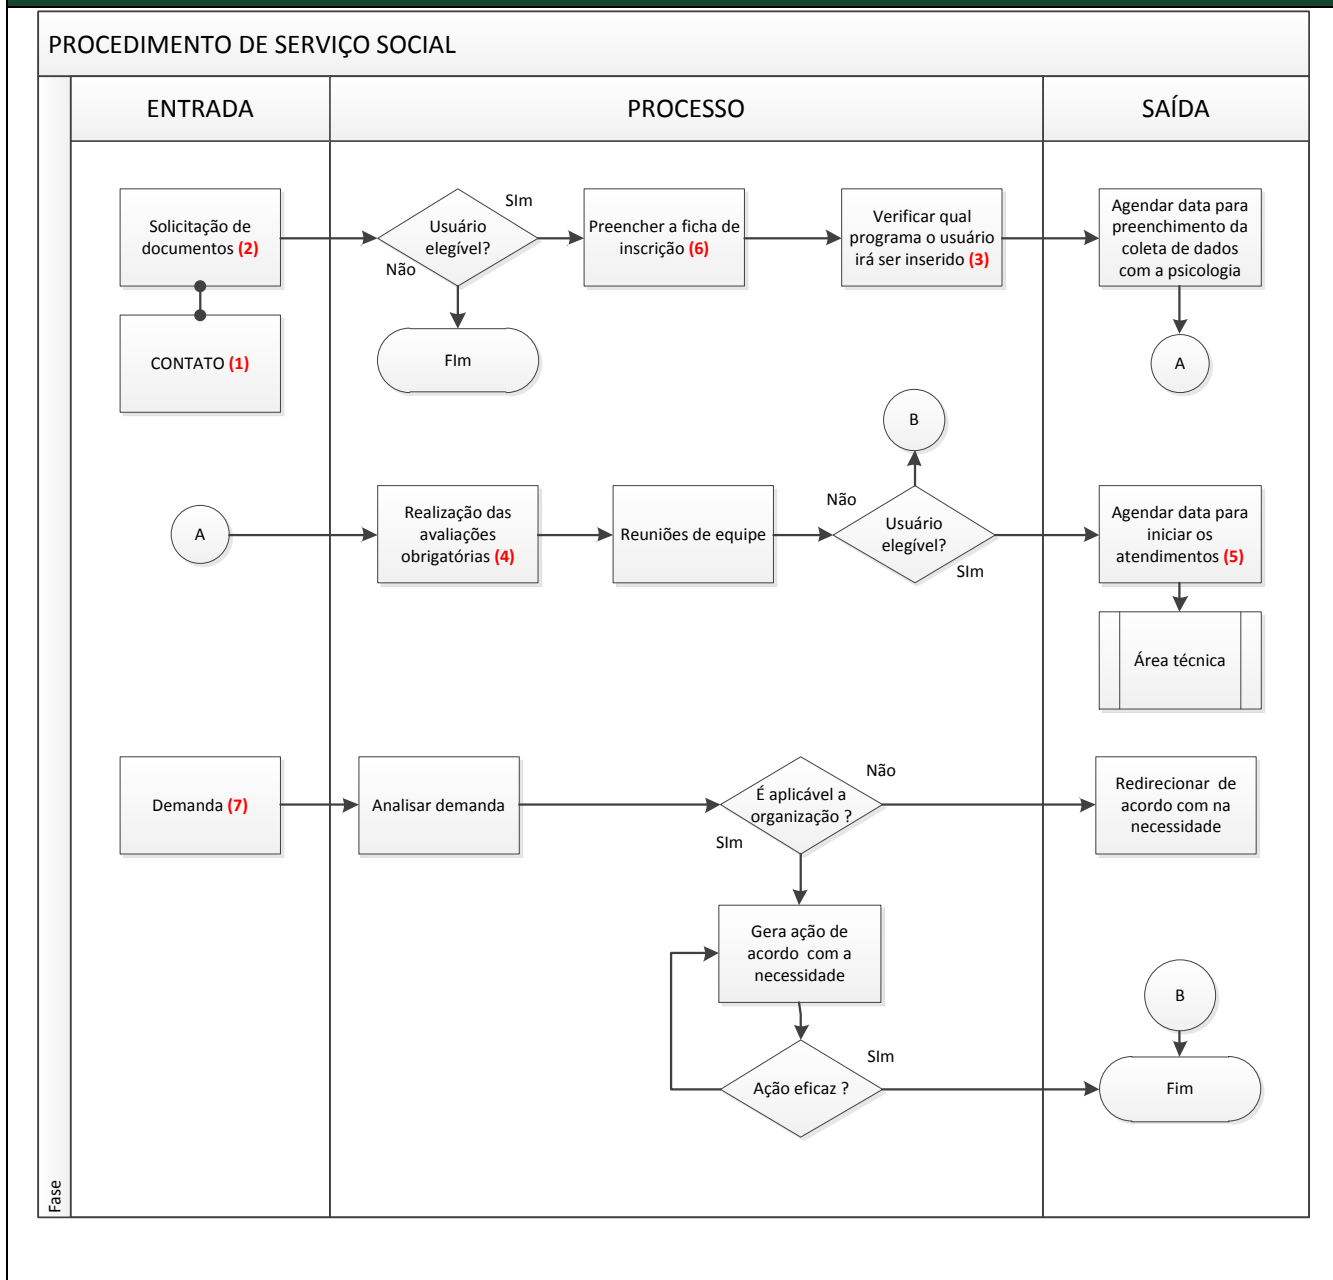 PROCEDIMENTO DE SERVIÇO SOCIAL
ENTRADA
PROCESSO
SAÍDA
Solicitação de
documentos (2)
Usuário
elegível?
SIm
Não
Preencher a ficha de
inscrição (6)
Verificar qual
programa o usuário
irá ser inserido (3)
Agendar data para
preenchimento da
coleta de dados
com a psicologia
CONTATO (1)
FIm
A
B
A
Realização das
avaliações
obrigatórias (4)
Reuniões de equipe
Não
Usuário
elegível?
SIm
Agendar data para
iniciar os
atendimentos (5)
Área técnica
Demanda (7)
Analisar demanda
É aplicável a
organização ?
Não
SIm
Redirecionar de
acordo com na
necessidade
Gera ação de
acordo com a
necessidade
B
Ação eficaz ?
SIm
Fim
Fase